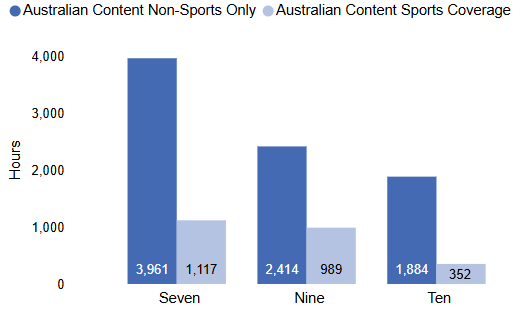 Australian Content Non-Sports Only Australian Content Sports Coverage
4,000
3,000
2,000
1,000
0
Hours
3,961 1,117 2,414 989 1,884 352
Seven Nine Ten